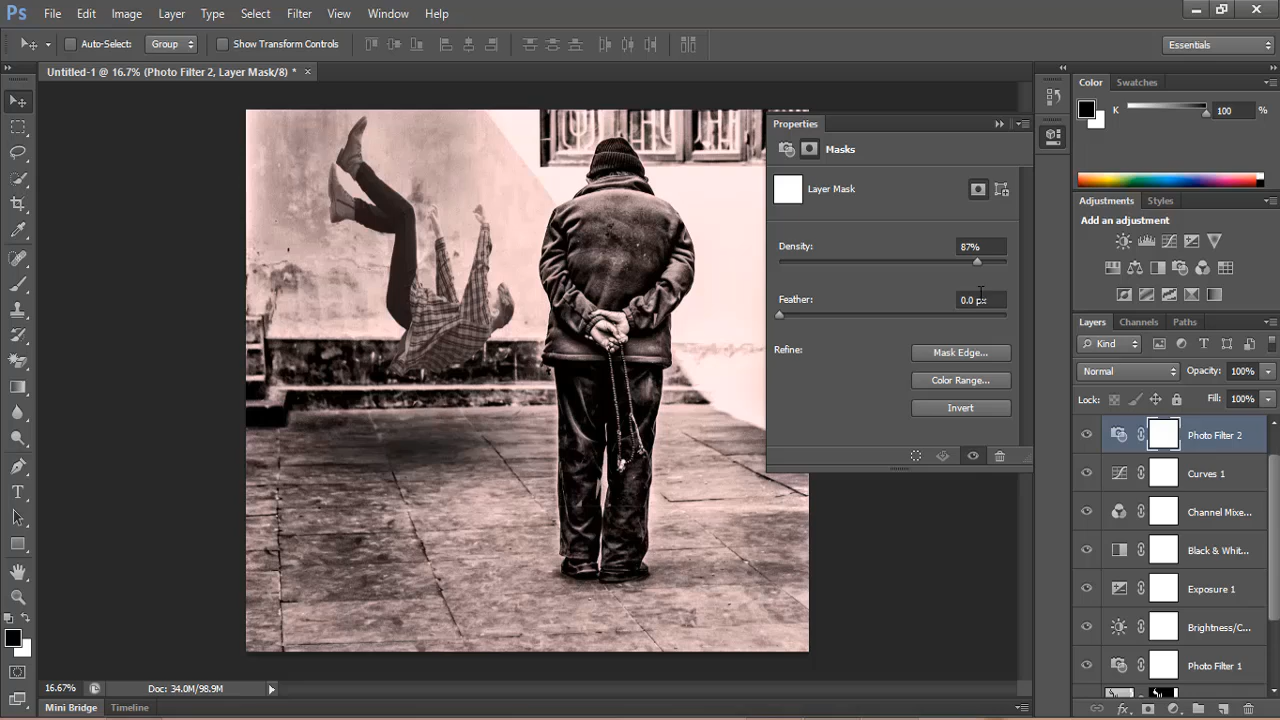 Ps File Edit Image Layer Type Select Filter 3D View Window Help
Auto-Select: Group Show Transform Controls Essentials
Untitled-1 @ 16.7% (Photo Filter 2, Layer Mask/8) *
Color Swatches
K 100 %
Properties
Masks
Layer Mask
Density: 87%
Feather: 0.0 px
Refine: Mask Edge...
Color Range...
Invert
Adjustments Styles
Add an adjustment
Layers Channels Paths
Kind
Normal Opacity: 100%
Lock: Fill: 100%
Photo Filter 2
Curves 1
Channel Mixe...
Black & Whit...
Exposure 1
Brightness/C...
Photo Filter 1
16.67% Doc: 34.0M/98.9M
Mini Bridge Timeline